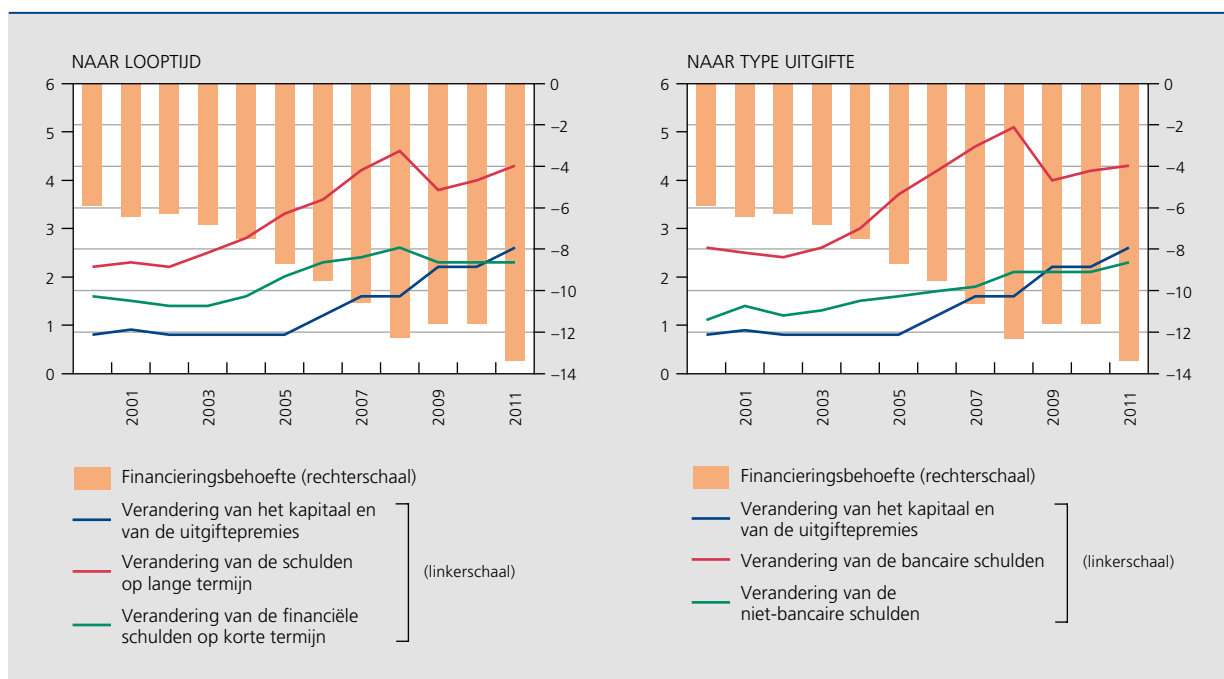 NAAR LOOPTIJD
6
5
4
3
2
1
0
0
–2
–4
–6
–8
–10
–12
–14
2001
2003
2005
2007
2009
2011
Financieringsbehoefte (rechterschaal)
Verandering van het kapitaal en
van de uitgiftepremies
Verandering van de schulden
op lange termijn
Verandering van de financiële
schulden op korte termijn
(linkerschaal)
NAAR TYPE UITGIFTE
6
5
4
3
2
1
0
0
–2
–4
–6
–8
–10
–12
–14
2001
2003
2005
2007
2009
2011
Financieringsbehoefte (rechterschaal)
Verandering van het kapitaal en
van de uitgiftepremies
Verandering van de bancaire schulden
Verandering van de
niet-bancaire schulden
(linkerschaal)